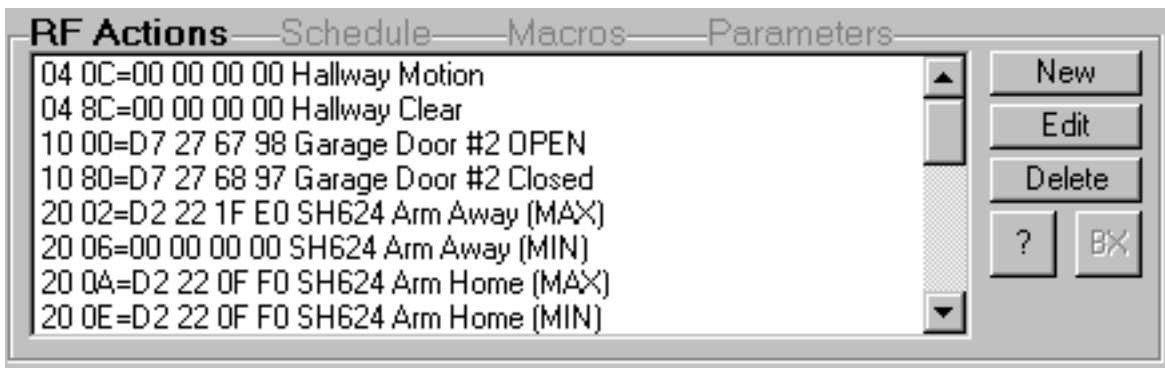 RF Actions Schedule Macros Parameters
04 0C=00 00 00 00 Hallway Motion
04 8C=00 00 00 00 Hallway Clear
10 00=D7 27 67 98 Garage Door #2 OPEN
10 80=D7 27 68 97 Garage Door #2 Closed
20 02=D2 22 1F E0 SH624 Arm Away (MAX)
20 06=00 00 00 00 SH624 Arm Away (MIN)
20 0A=D2 22 0F F0 SH624 Arm Home (MAX)
20 0E=D2 22 0F F0 SH624 Arm Home (MIN)
New
Edit
Delete
? BX